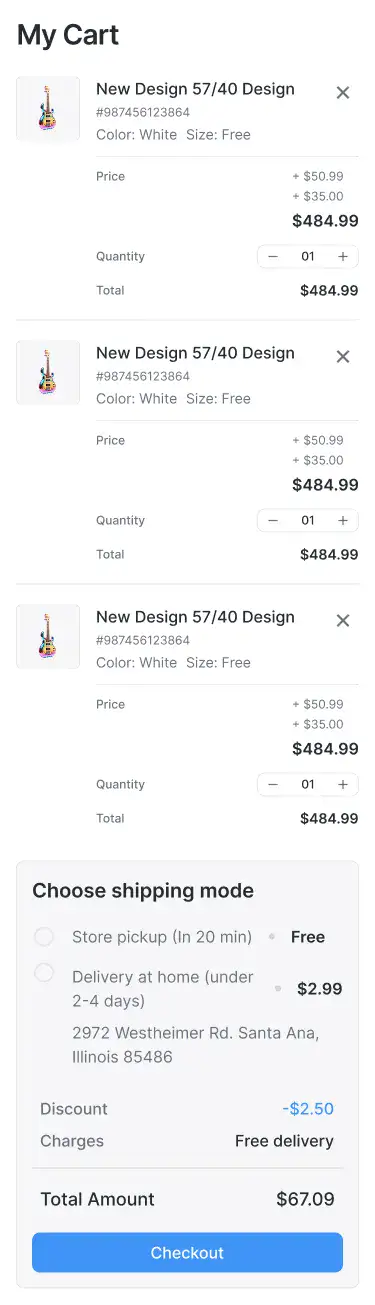 My Cart
New Design 57/40 Design
#987456123864
Color: White Size: Free
Price
+ $50.99
+ $35.00
$484.99
Quantity
01
Total
$484.99
New Design 57/40 Design
#987456123864
Color: White Size: Free
Price
+ $50.99
+ $35.00
$484.99
Quantity
01
Total
$484.99
New Design 57/40 Design
#987456123864
Color: White Size: Free
Price
+ $50.99
+ $35.00
$484.99
Quantity
01
Total
$484.99
Choose shipping mode
Store pickup (In 20 min) • Free
Delivery at home (under
2-4 days) • $2.99
2972 Westheimer Rd. Santa Ana,
Illinois 85486
Discount -$2.50
Charges Free delivery
Total Amount $67.09
Checkout